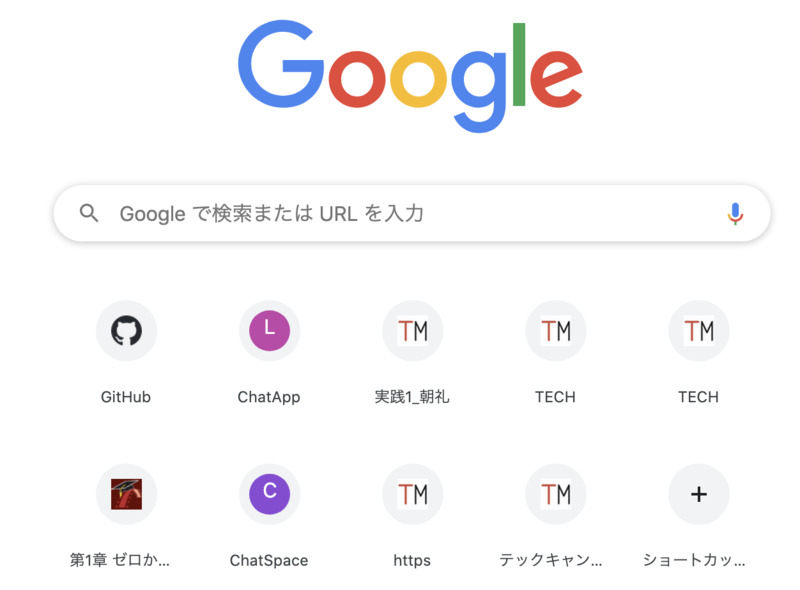 Google
Google で検索または URL を入力
L
TM
TM
TM
GitHub
ChatApp
実践1_朝礼
TECH
TECH
C
TM
TM
第1章 ゼロか...
ChatSpace
https
テックキャン...
ショートカッ...